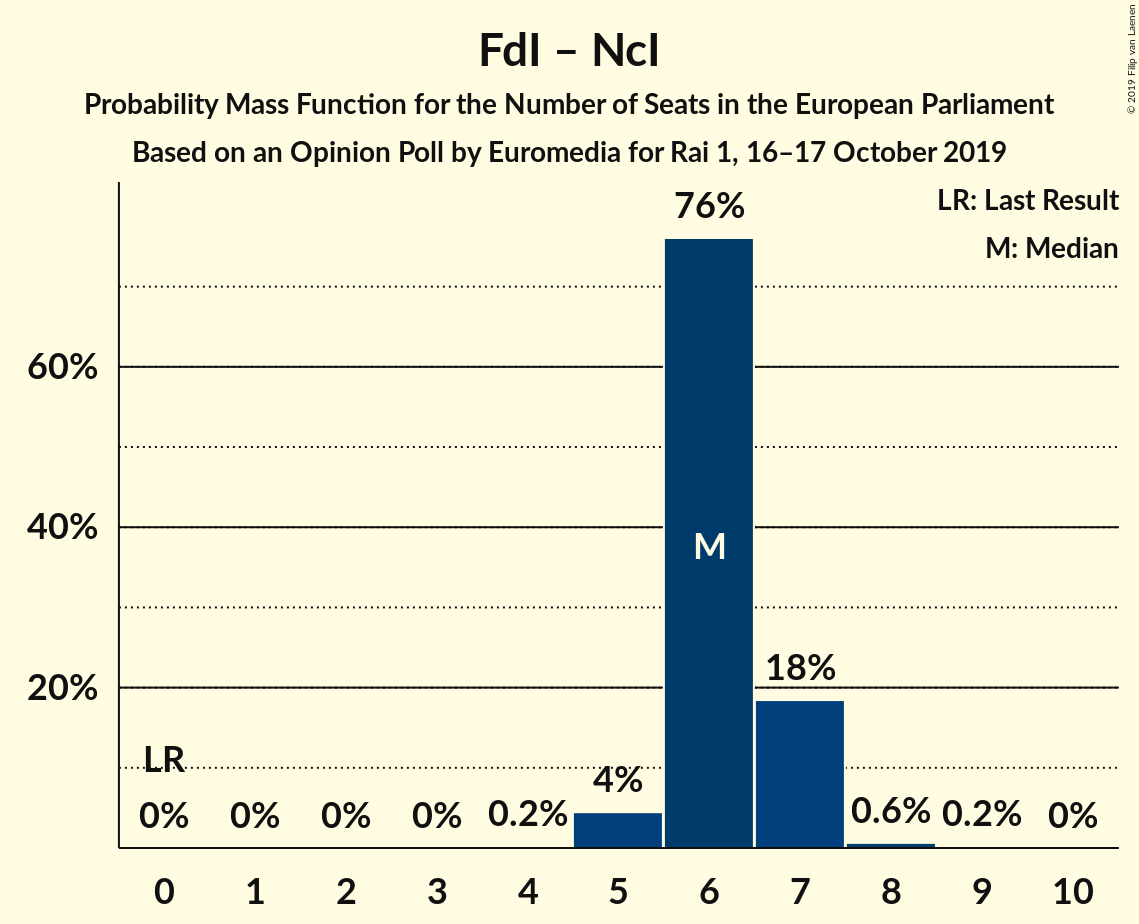 FdI – NcI
Probability Mass Function for the Number of Seats in the European Parliament
Based on an Opinion Poll by Euromedia for Rai 1, 16–17 October 2019
© 2019 Filip van Laenen
LR: Last Result
M: Median
76%
60%
40%
M
20%
18%
LR
0%
0%
0%
0%
0.2%
4%
0.6%
0.2%
0%
0 1 2 3 4 5 6 7 8 9 10